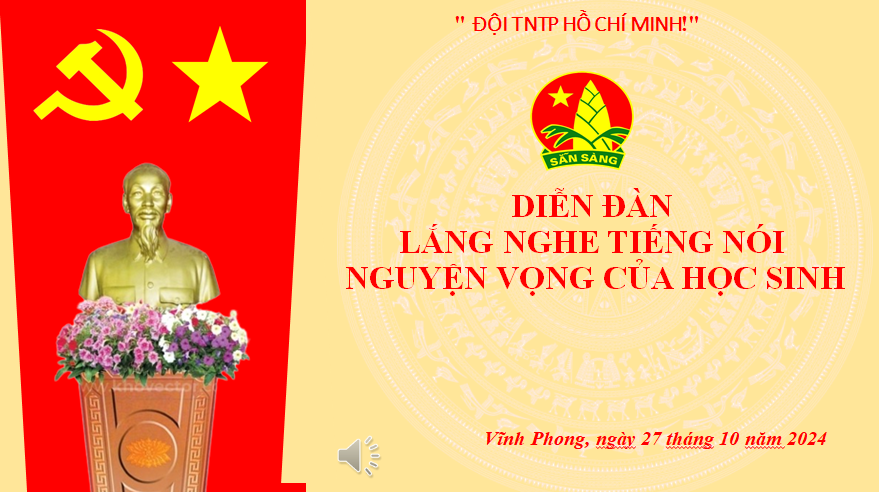 " ĐỘI TNTP HỒ CHÍ MINH!"
SẴN SÀNG
DIỄN ĐÀN
LẮNG NGHE TIẾNG NÓI
NGUYỆN VỌNG CỦA HỌC SINH
khovector
Vĩnh Phong, ngày 27 tháng 10 năm 2024